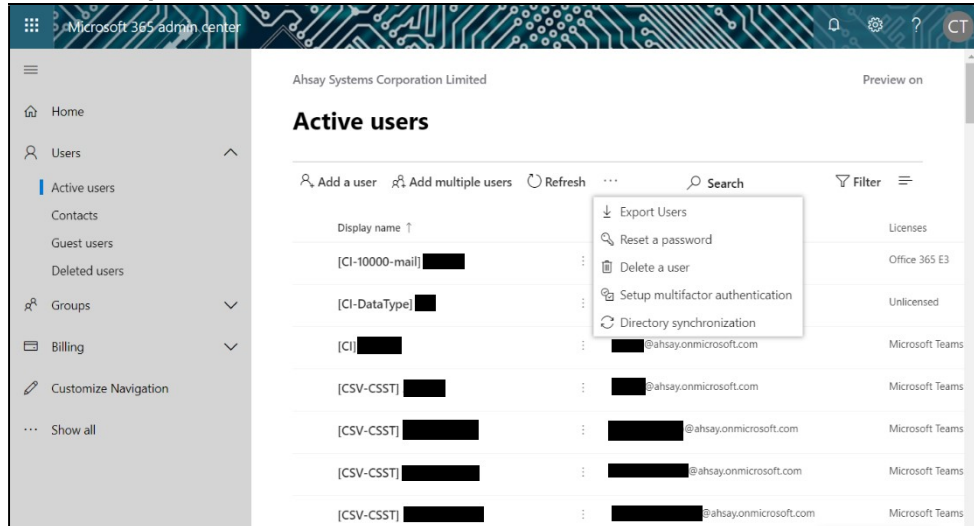 Microsoft 365 admin center
?
CT
Ahsay Systems Corporation Limited
Preview on
Home
Active users
Users
Add a user
Add multiple users
Refresh
···
Search
Filter
Active users
Contacts
Guest users
Deleted users
Groups
Billing
Customize Navigation
··· Show all
Export Users
Reset a password
Delete a user
Setup multifactor authentication
Directory synchronization
Display name ↑
Licenses
[CI-10000-mail]
Office 365 E3
[CI-DataType]
Unlicensed
[CI]
@ahsay.onmicrosoft.com
Microsoft Teams
[CSV-CSST]
@ahsay.onmicrosoft.com
Microsoft Teams
[CSV-CSST]
@ahsay.onmicrosoft.com
Microsoft Teams
[CSV-CSST]
@ahsay.onmicrosoft.com
Microsoft Teams
[CSV-CSST]
@ahsay.onmicrosoft.com
Microsoft Teams